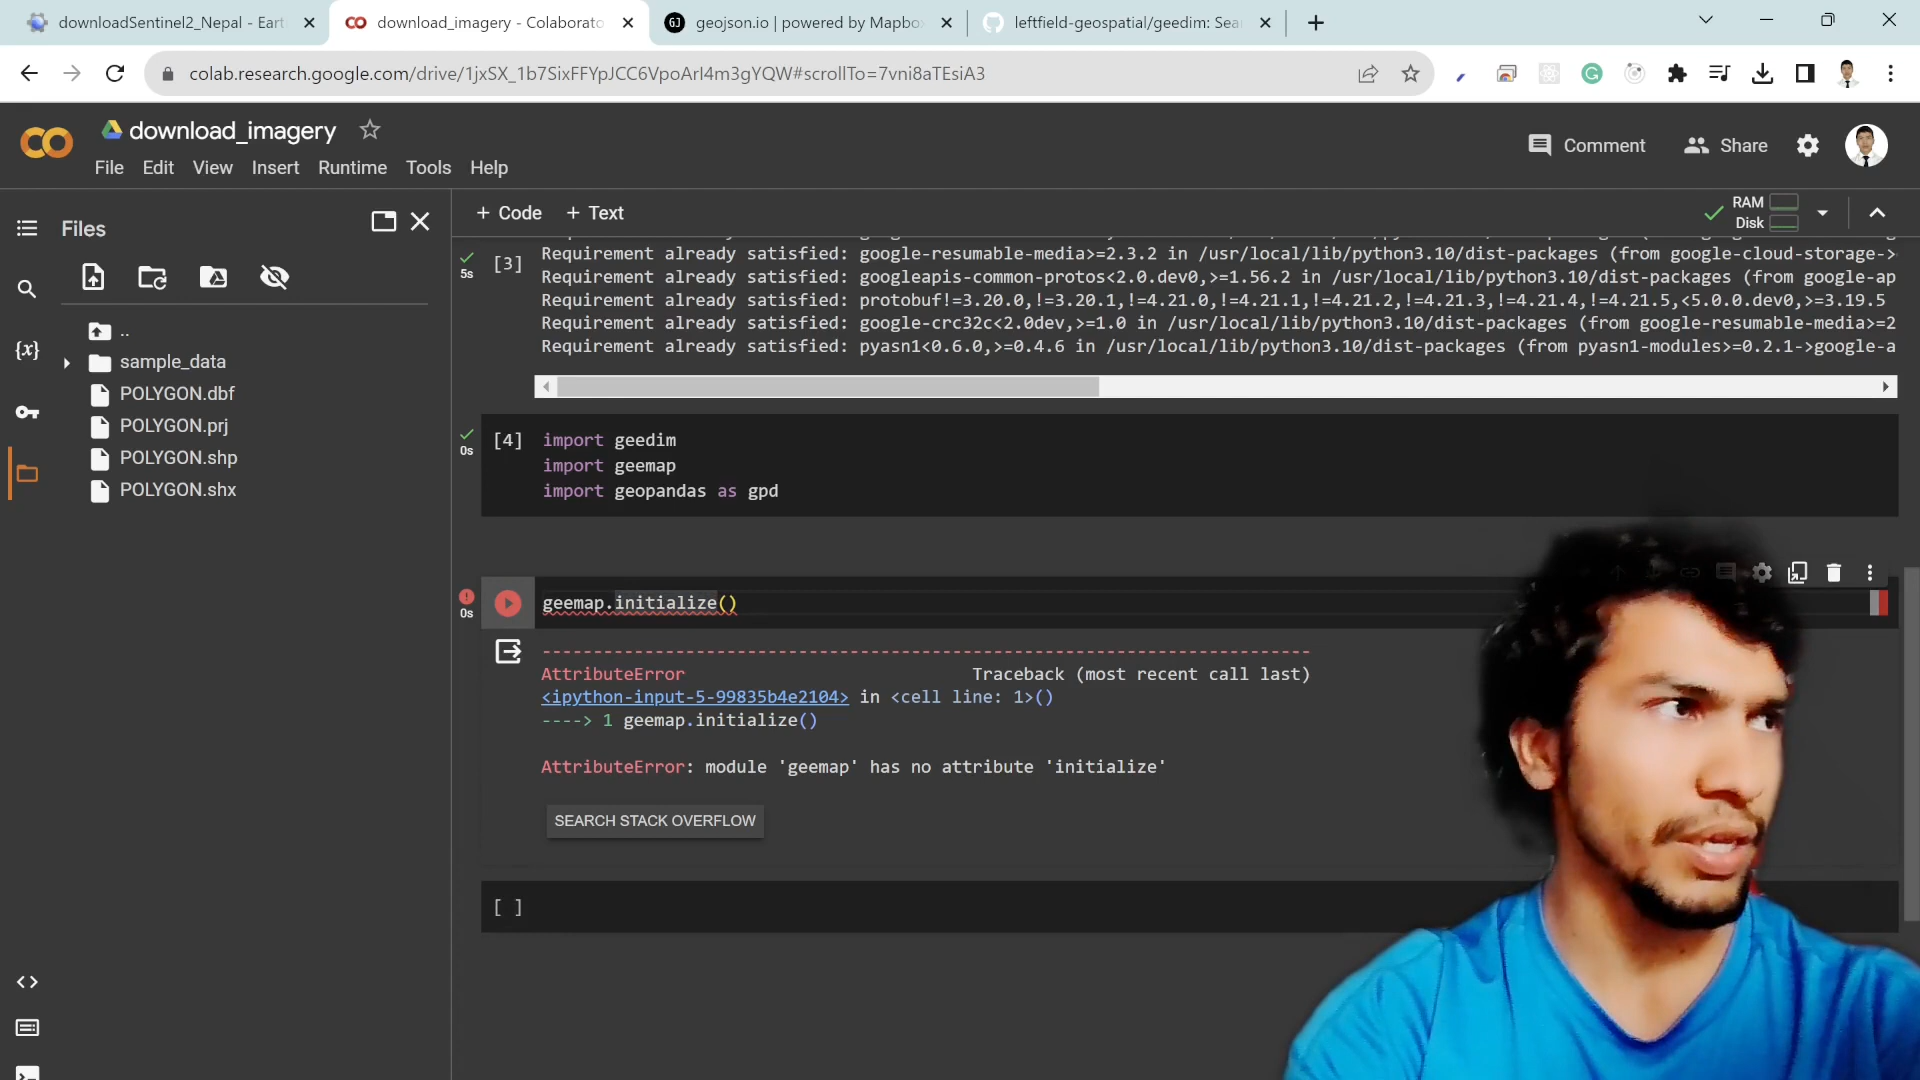 downloadSentinel2_Nepal - Eart
download_imagery - Colaborato
geojson.io | powered by Mapbox
leftfield-geospatial/geedim: Sea
colab.research.google.com/drive/1jxSX_1b7SixFFYpJCC6VpoArI4m3gYQW#scrollTo=7vni8aTEsiA3
download_imagery
File Edit View Insert Runtime Tools Help
Comment
Share
Files
+ Code + Text
RAM
Disk
..
sample_data
POLYGON.dbf
POLYGON.prj
POLYGON.shp
POLYGON.shx
5s
[3]
Requirement already satisfied: google-resumable-media>=2.3.2 in /usr/local/lib/python3.10/dist-packages (from google-cloud-storage->
Requirement already satisfied: googleapis-common-protos<2.0.dev0,>=1.56.2 in /usr/local/lib/python3.10/dist-packages (from google-ap
Requirement already satisfied: protobuf!=3.20.0,!=3.20.1,!=4.21.0,!=4.21.1,!=4.21.2,!=4.21.3,!=4.21.4,!=4.21.5,<5.0.0.dev0,>=3.19.5
Requirement already satisfied: google-crc32c<2.0dev,>=1.0 in /usr/local/lib/python3.10/dist-packages (from google-resumable-media>=2
Requirement already satisfied: pyasn1<0.6.0,>=0.4.6 in /usr/local/lib/python3.10/dist-packages (from pyasn1-modules>=0.2.1->google-a
0s
[4]
import geedim
import geemap
import geopandas as gpd
0s
geemap.initialize()
---------------------------------------------------------------------------
AttributeError Traceback (most recent call last)
<ipython-input-5-99835b4e2104> in <cell line: 1>()
----> 1 geemap.initialize()
AttributeError: module 'geemap' has no attribute 'initialize'
SEARCH STACK OVERFLOW
[ ]